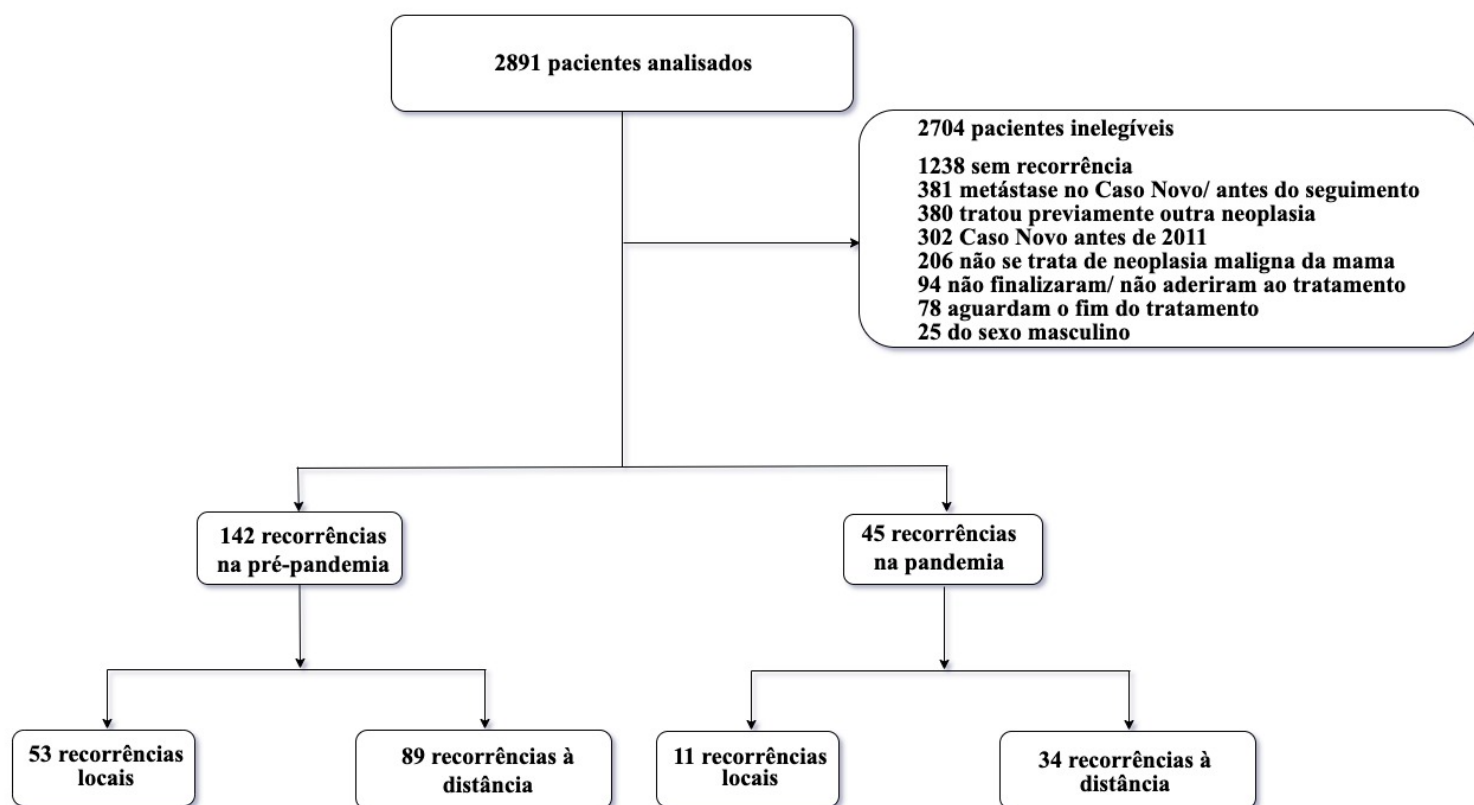 2891 pacientes analisados
2704 pacientes inelegíveis
1238 sem recorrência
381 metástase no Caso Novo/ antes do seguimento
380 tratou previamente outra neoplasia
302 Caso Novo antes de 2011
206 não se trata de neoplasia maligna da mama
94 não finalizaram/ não aderiram ao tratamento
78 aguardam o fim do tratamento
25 do sexo masculino
142 recorrências
na pré-pandemia
45 recorrências
na pandemia
53 recorrências
locais
89 recorrências à
distância
11 recorrências
locais
34 recorrências à
distância